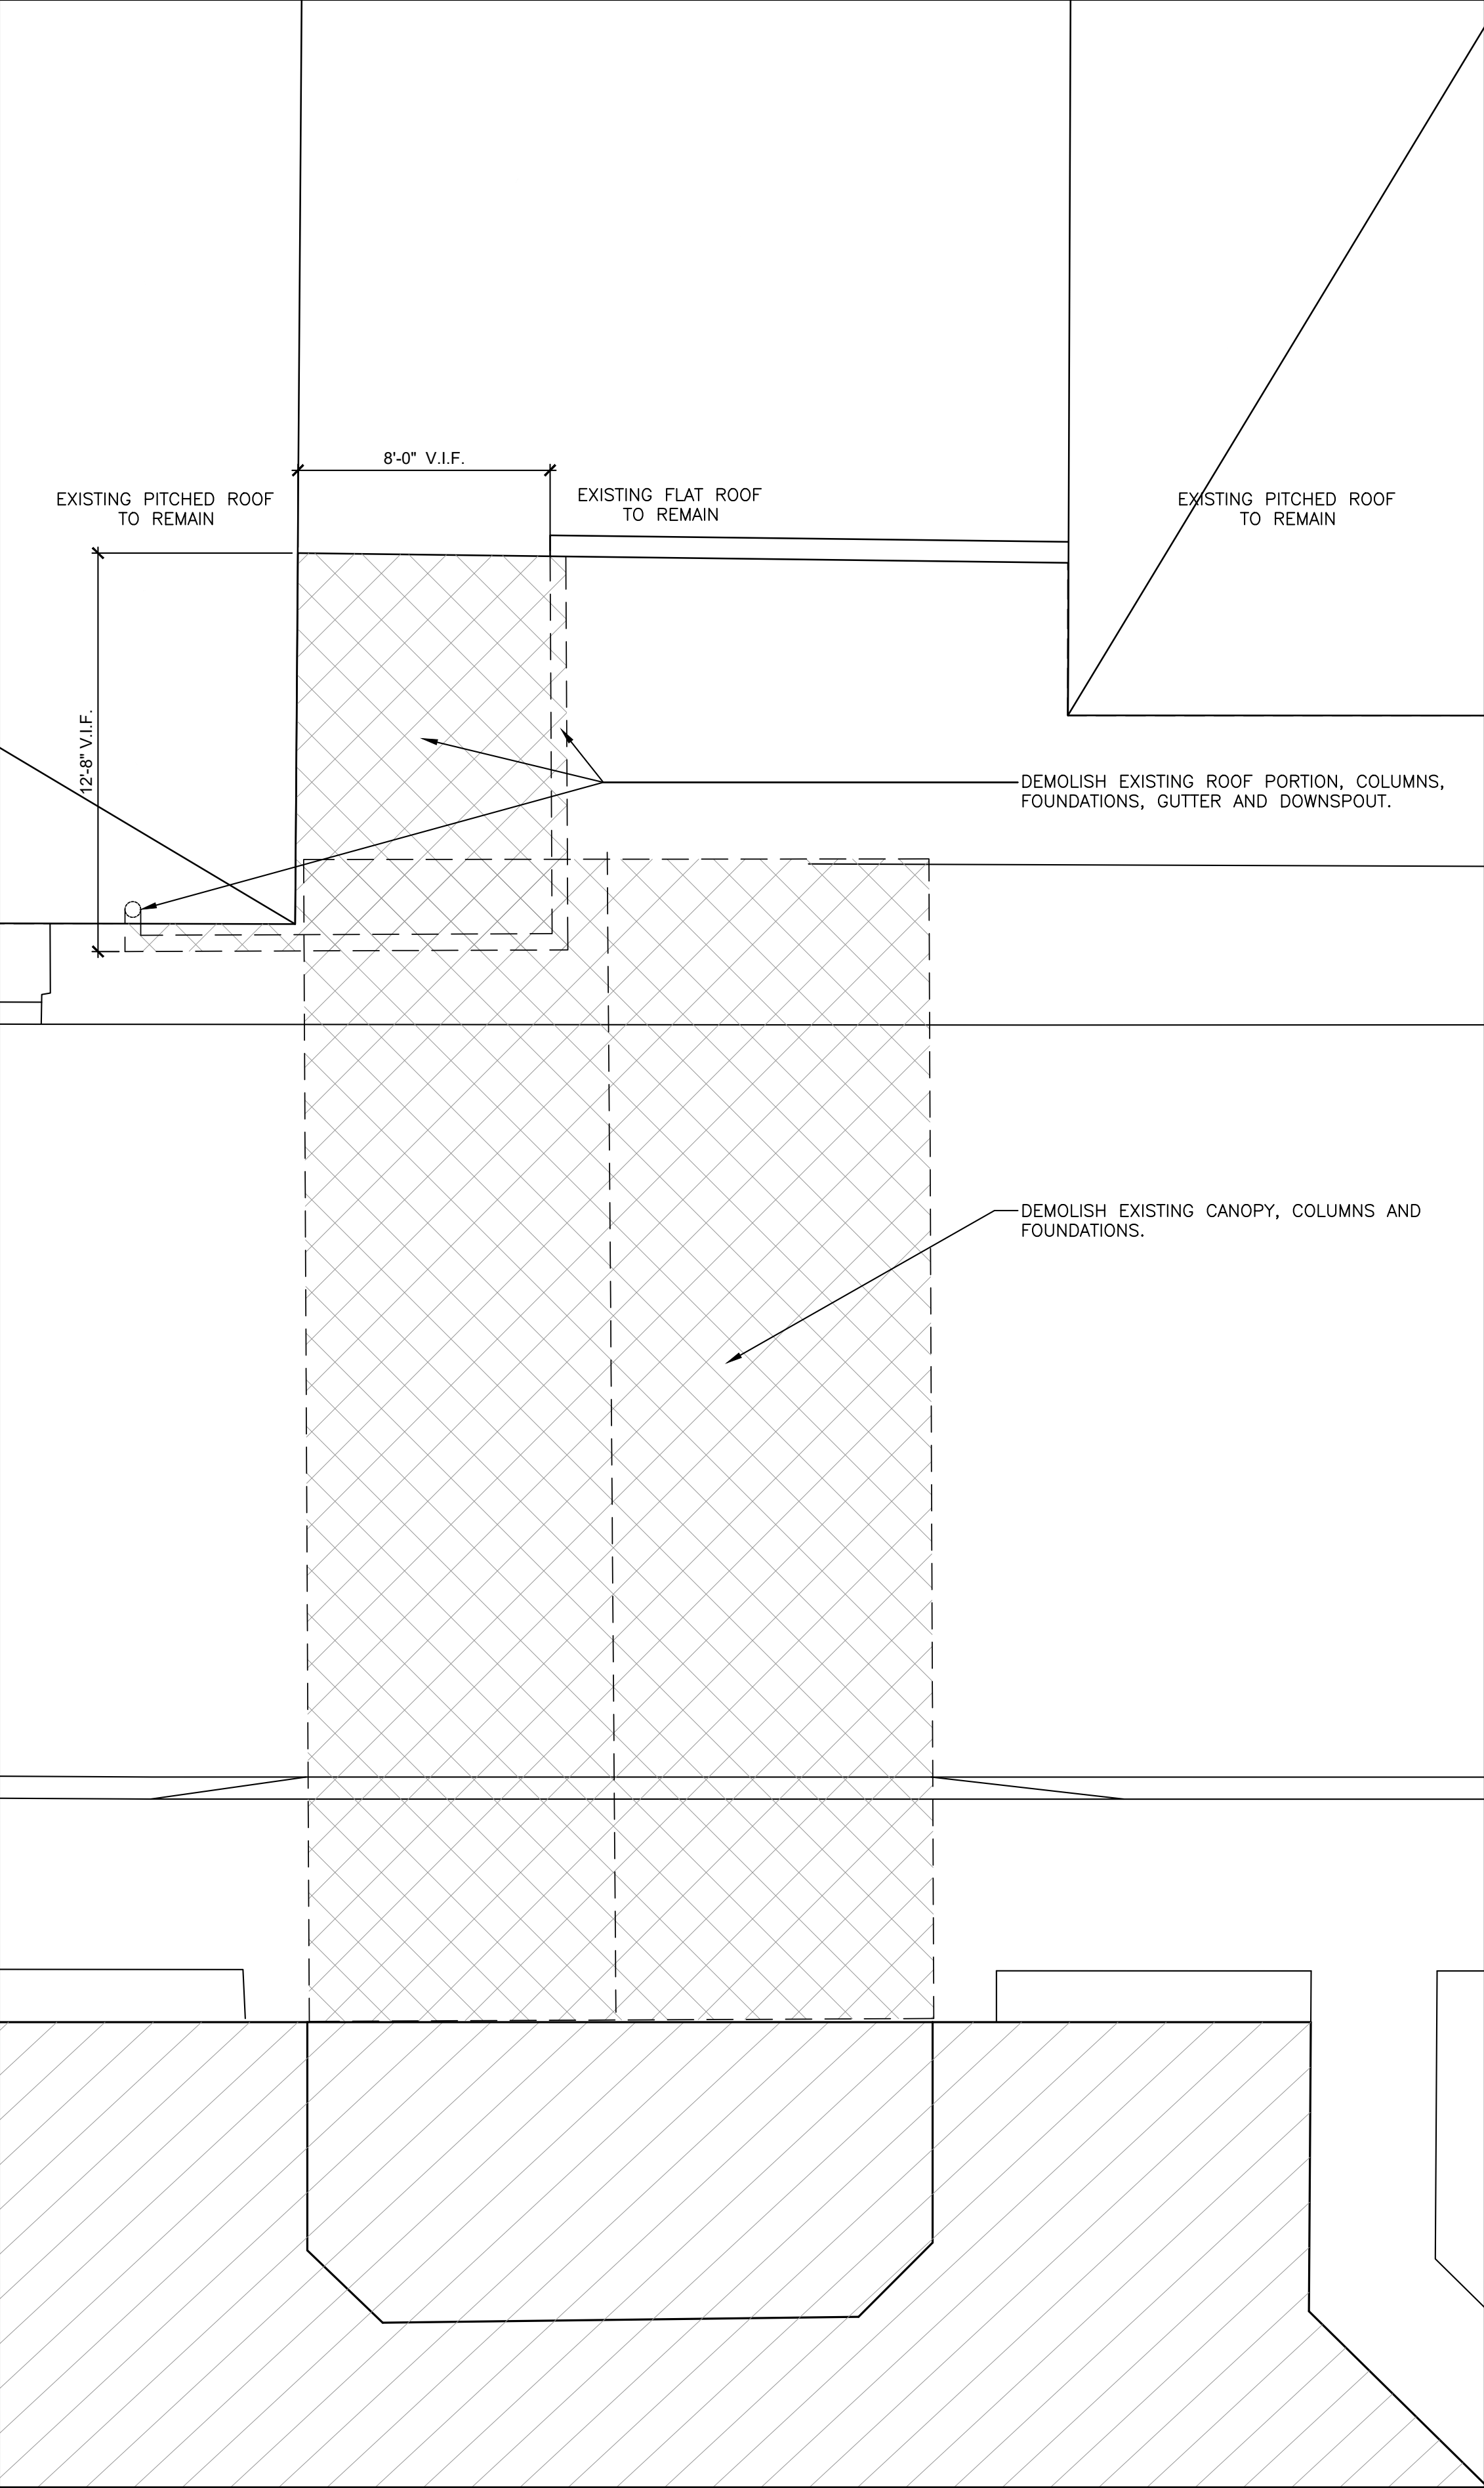 8'-0" V.I.F.
EXISTING PITCHED ROOF
TO REMAIN
EXISTING FLAT ROOF
TO REMAIN
EXISTING PITCHED ROOF
TO REMAIN
12'-8" V.I.F.
DEMOLISH EXISTING ROOF PORTION, COLUMNS,
FOUNDATIONS, GUTTER AND DOWNSPOUT.
DEMOLISH EXISTING CANOPY, COLUMNS AND
FOUNDATIONS.